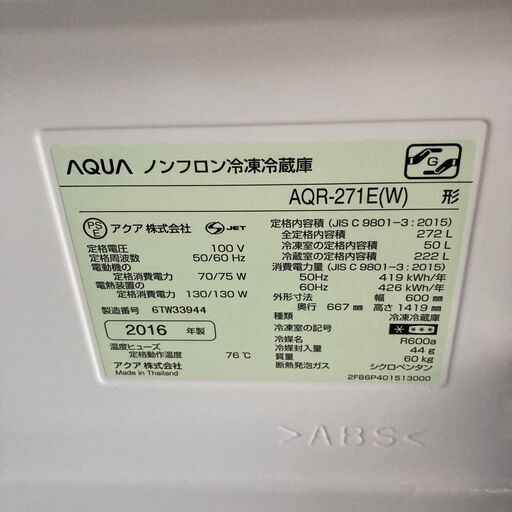 AQUA ノンフロン冷凍冷蔵庫
G
AQR-271E(W) 形
PS E アクア株式会社 JET
定格電圧 100 V
定格周波数 50/60 Hz
電動機の
定格消費電力 70/75 W
電熱装置の
定格消費電力 130/130 W
製造番号 6TW33944
2016 年製
温度ヒューズ
定格動作温度 76℃
アクア 株式会社
Made in Thailand
定格内容積 (JIS C 9801-3 : 2015)
全定格内容積 272 L
冷凍室の定格内容積 50 L
冷蔵室の定格内容積 222 L
消費電力量 (JIS C 9801-3 : 2015)
50Hz 419 kWh/年
60Hz 426 kWh/年
外形寸法 幅 600 mm
奥行 667 mm 高さ 1419 mm
種類 冷凍冷蔵庫
冷凍室の記号 * ***
冷媒名 R600a
冷媒封入量 44 g
質量 60 kg
断熱発泡ガス シクロペンタン
2FB6P401513000
>ABS<